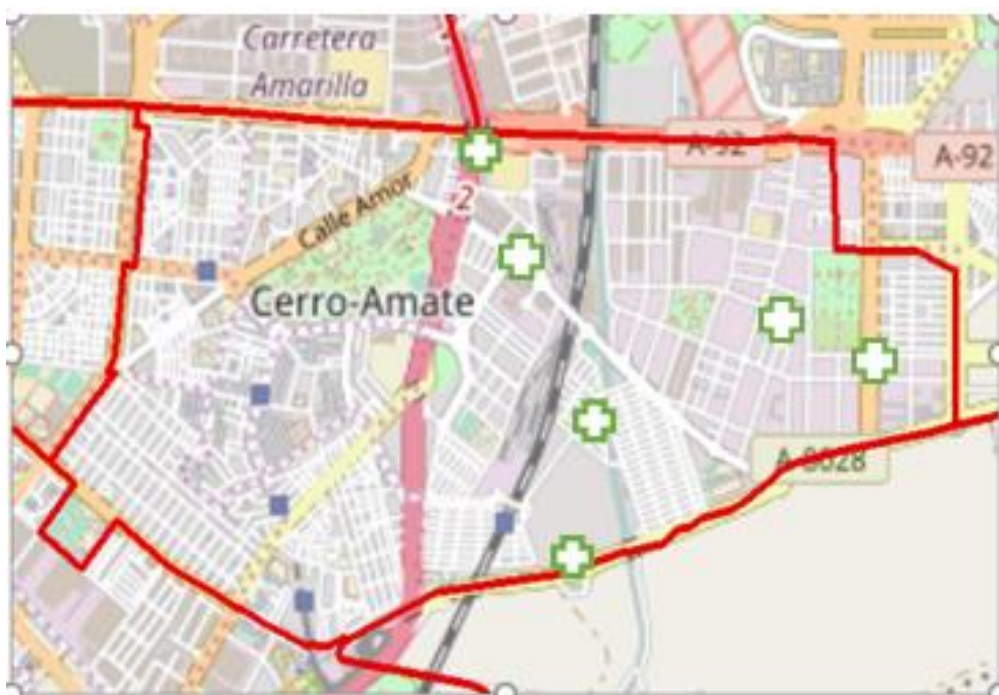 Carretera
Amarilla
A-92
A-92
Calle Amor
-2
Cerro-Amate
A-8028